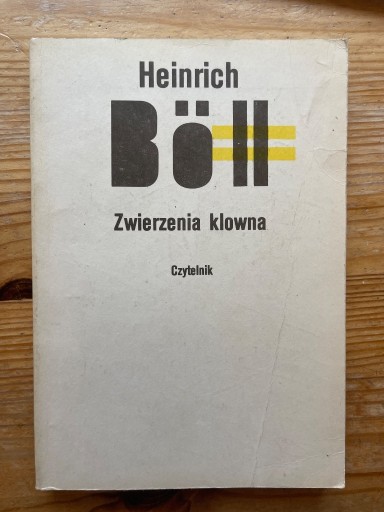 Heinrich
Böll
Zwierzenia klowna
Czytelnik